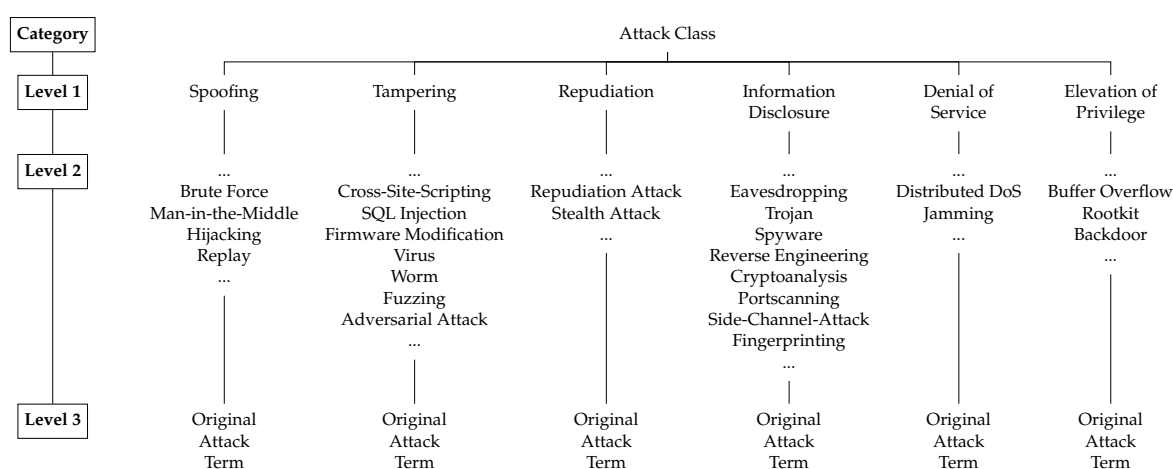 Category
Attack Class
Level 1
Spoofing
Tampering
Repudiation
Information
Disclosure
Denial of
Service
Elevation of
Privilege
Level 2
...
Brute Force
Man-in-the-Middle
Hijacking
Replay
...
...
Cross-Site-Scripting
SQL Injection
Firmware Modification
Virus
Worm
Fuzzing
Adversarial Attack
...
...
Repudiation Attack
Stealth Attack
...
...
Eavesdropping
Trojan
Spyware
Reverse Engineering
Cryptoanalysis
Portscanning
Side-Channel-Attack
Fingerprinting
...
...
Distributed DoS
Jamming
...
...
Buffer Overflow
Rootkit
Backdoor
...
Level 3
Original
Attack
Term
Original
Attack
Term
Original
Attack
Term
Original
Attack
Term
Original
Attack
Term
Original
Attack
Term